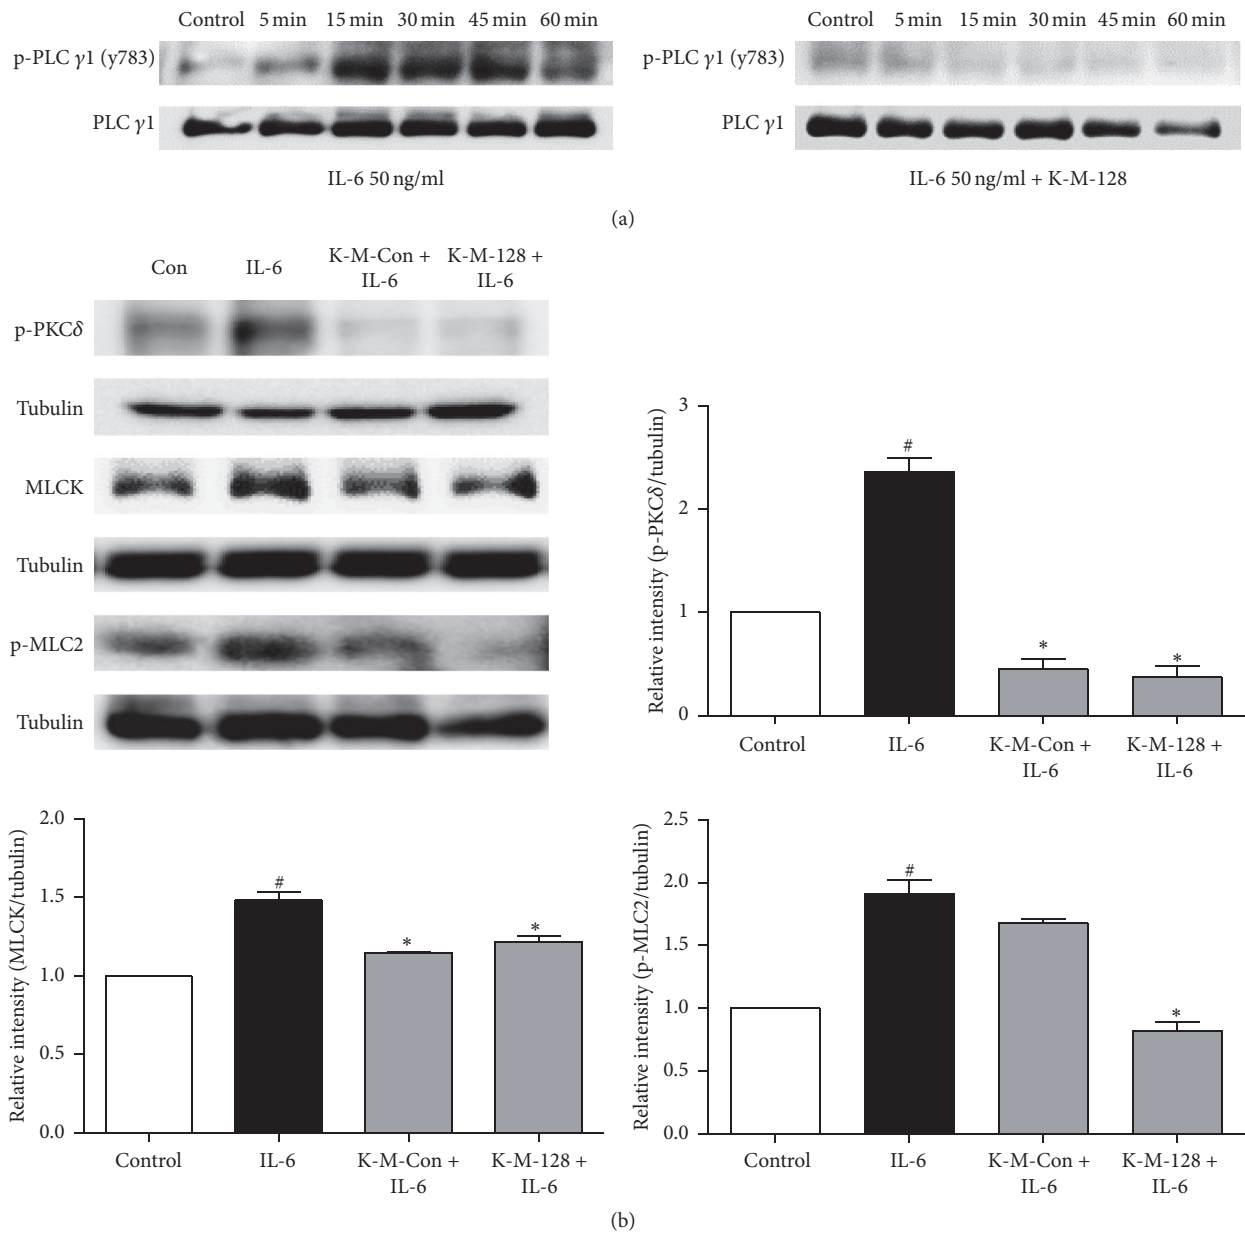 Control 5 min 15 min 30 min 45 min 60 min
p-PLC γ1 (y783)
PLC γ1
IL-6 50 ng/ml
Control 5 min 15 min 30 min 45 min 60 min
p-PLC γ1 (y783)
PLC γ1
IL-6 50 ng/ml + K-M-128
(a)
Con IL-6 K-M-Con + K-M-128 +
IL-6 IL-6
p-PKCδ
Tubulin
MLCK
Tubulin
p-MLC2
Tubulin
Relative intensity (p-PKCδ/tubulin)
3
2
1
0
#
*
*
Control IL-6 K-M-Con + K-M-128 +
IL-6 IL-6
Relative intensity (MLCK/tubulin)
2.0
1.5
1.0
0.5
0.0
#
*
*
Control IL-6 K-M-Con + K-M-128 +
IL-6 IL-6
Relative intensity (p-MLC2/tubulin)
2.5
2.0
1.5
1.0
0.5
0.0
#
*
Control IL-6 K-M-Con + K-M-128 +
IL-6 IL-6
(b)